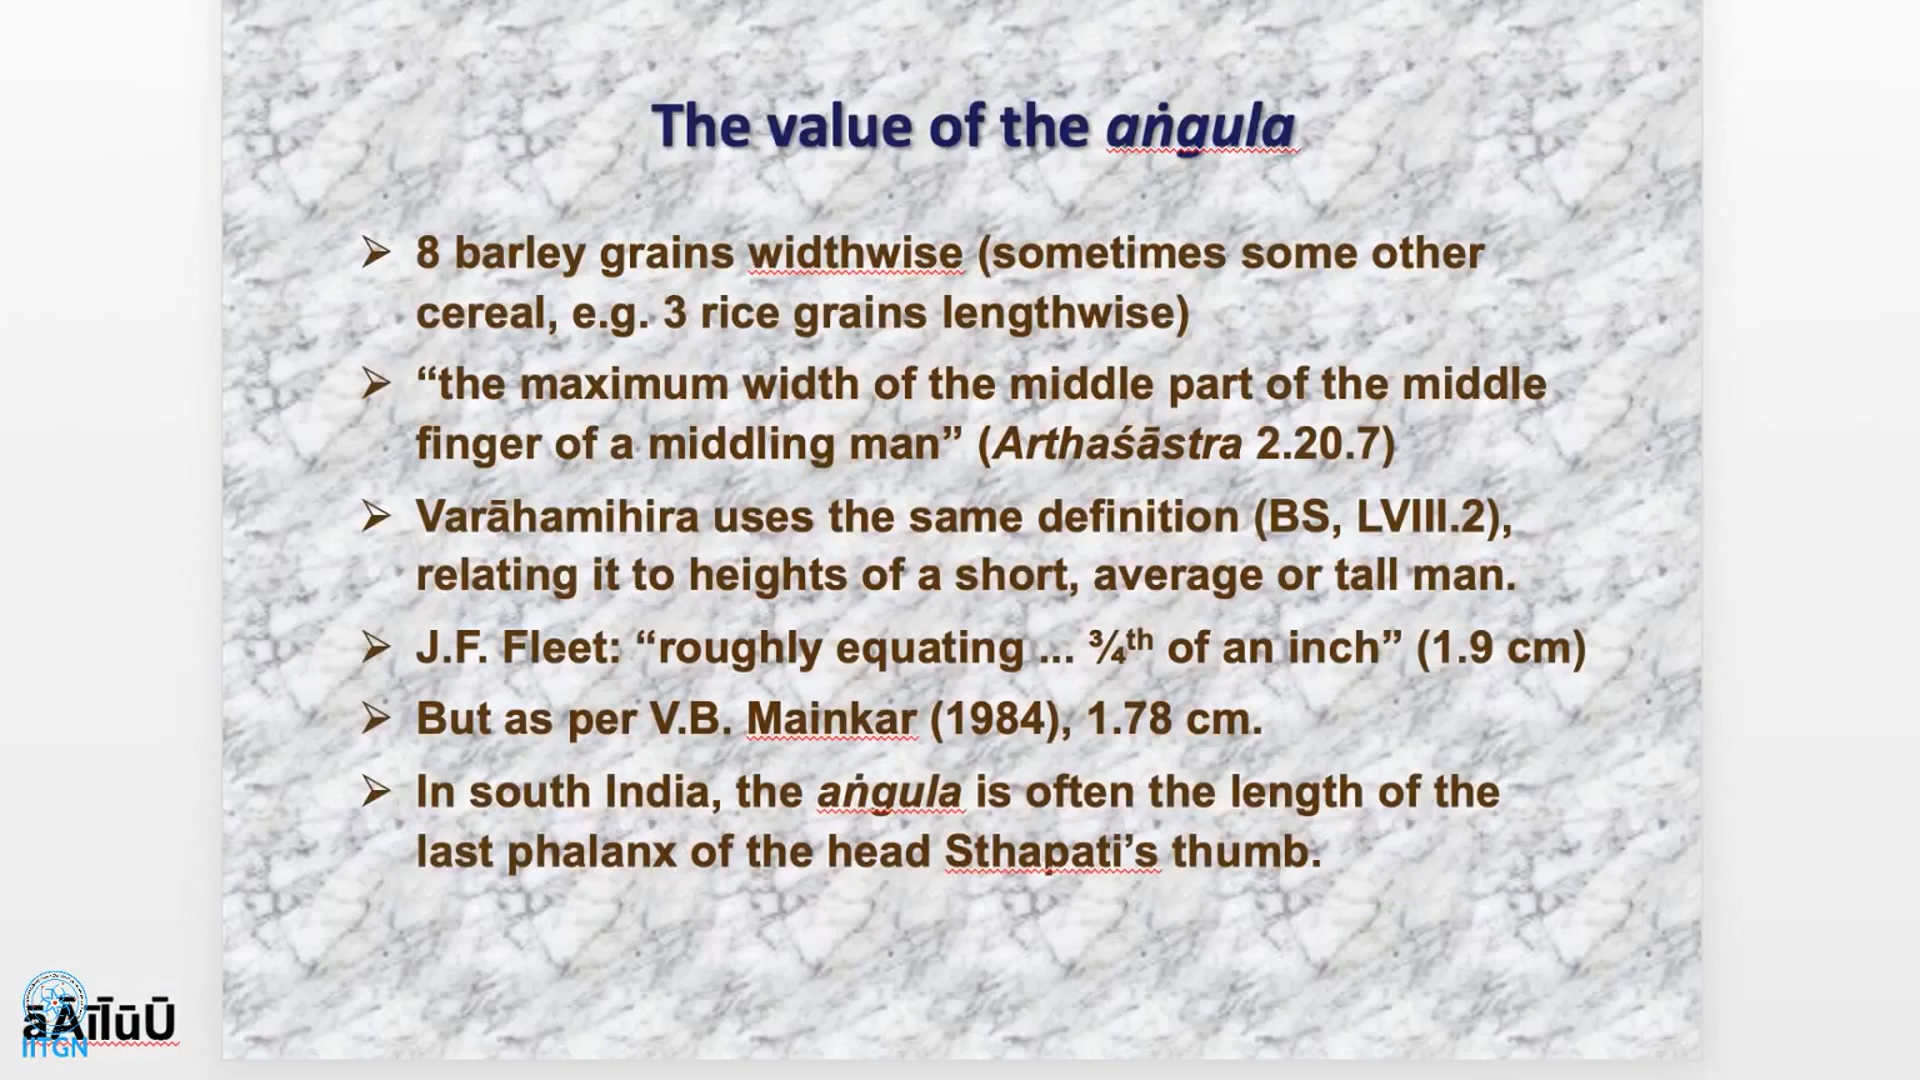 The value of the aṅgula
➢ 8 barley grains widthwise (sometimes some other
cereal, e.g. 3 rice grains lengthwise)
➢ “the maximum width of the middle part of the middle
finger of a middling man” (Arthaśāstra 2.20.7)
➢ Varāhamihira uses the same definition (BS, LVIII.2),
relating it to heights of a short, average or tall man.
➢ J.F. Fleet: “roughly equating ... ¾th of an inch” (1.9 cm)
➢ But as per V.B. Mainkar (1984), 1.78 cm.
➢ In south India, the aṅgula is often the length of the
last phalanx of the head Sthapati’s thumb.
āĀīĪūŪ
IITGN